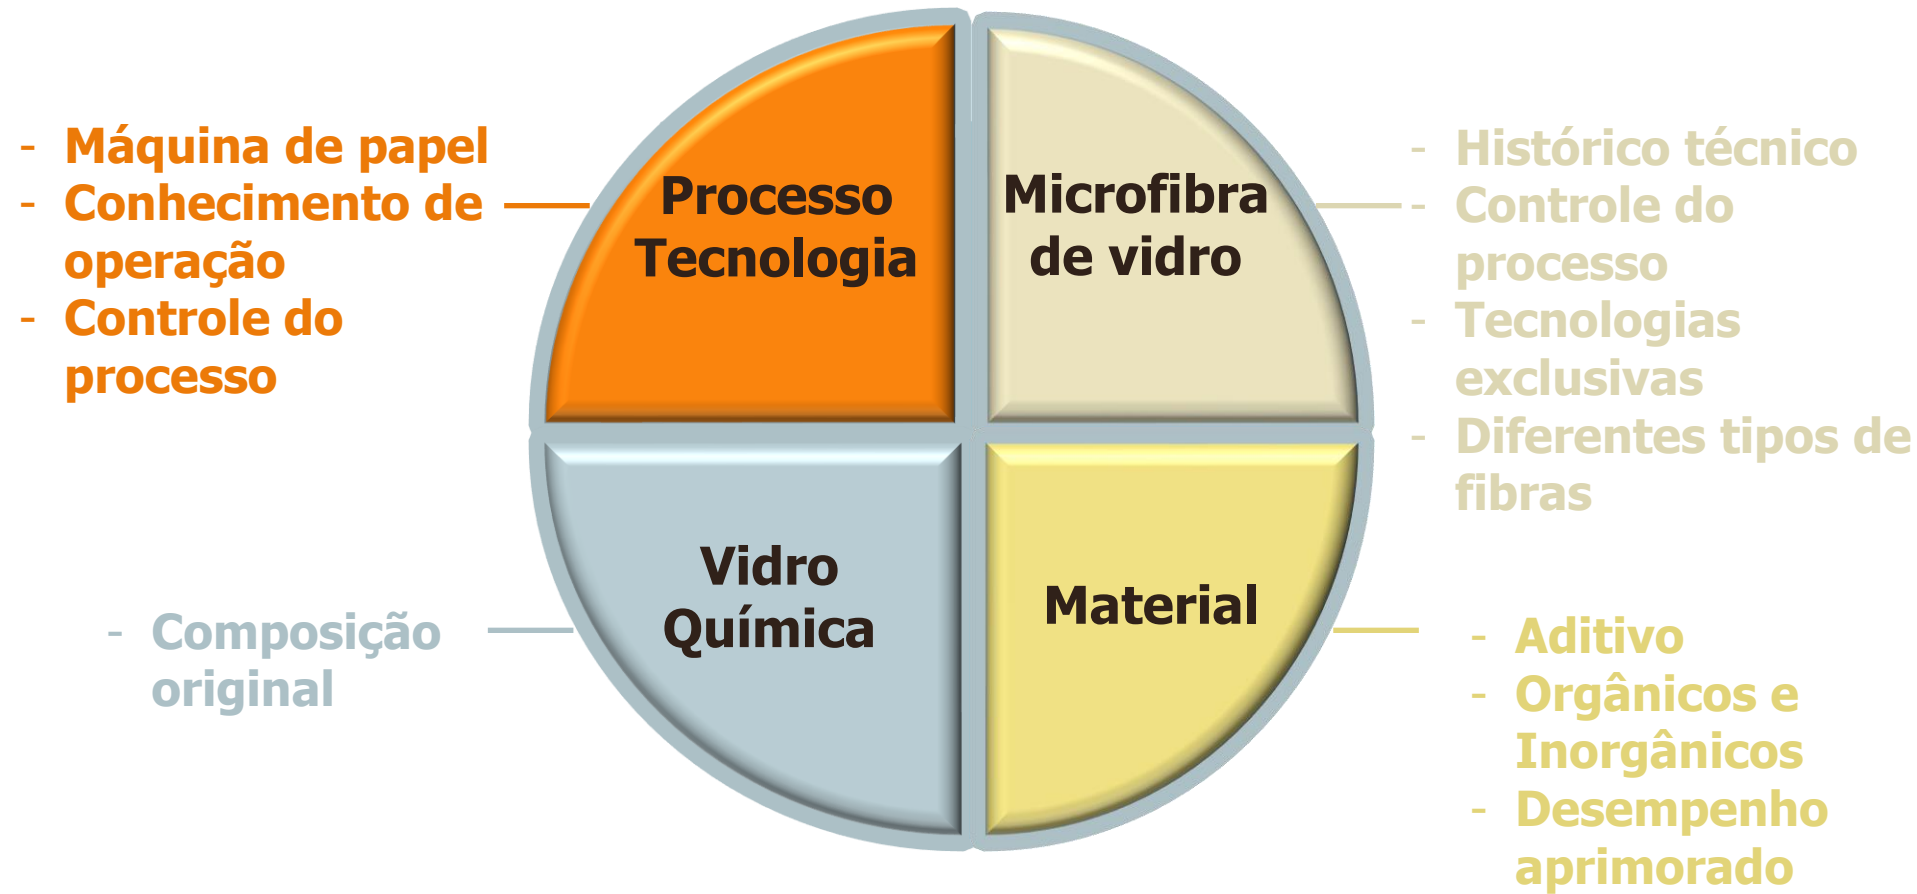 - Máquina de papel
- Conhecimento de
operação
- Controle do
processo
Processo
Tecnologia
Microfibra
de vidro
- Histórico técnico
- Controle do
processo
- Tecnologias
exclusivas
- Diferentes tipos de
fibras
- Composição
original
Vidro
Química
Material
- Aditivo
- Orgânicos e
Inorgânicos
- Desempenho
aprimorado